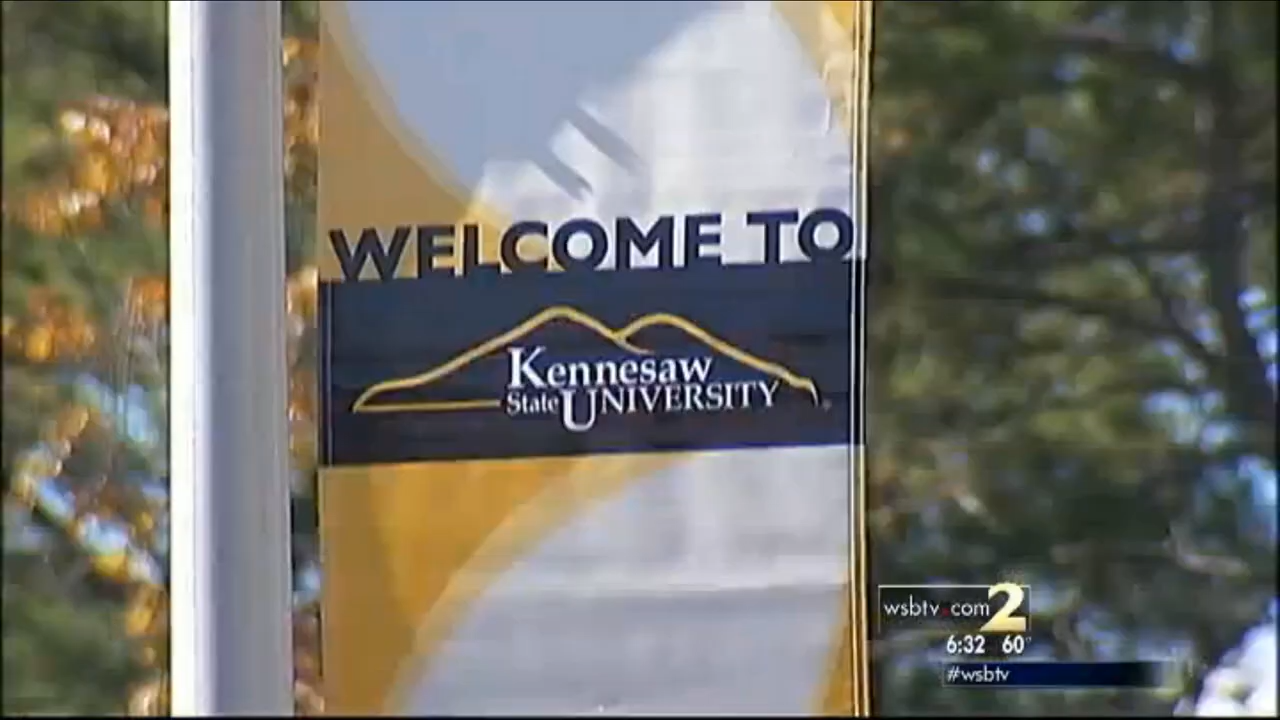 WELCOME TO
Kennesaw
State UNIVERSITY
wsbtv.com 2
6:32 60°
#wsbtv